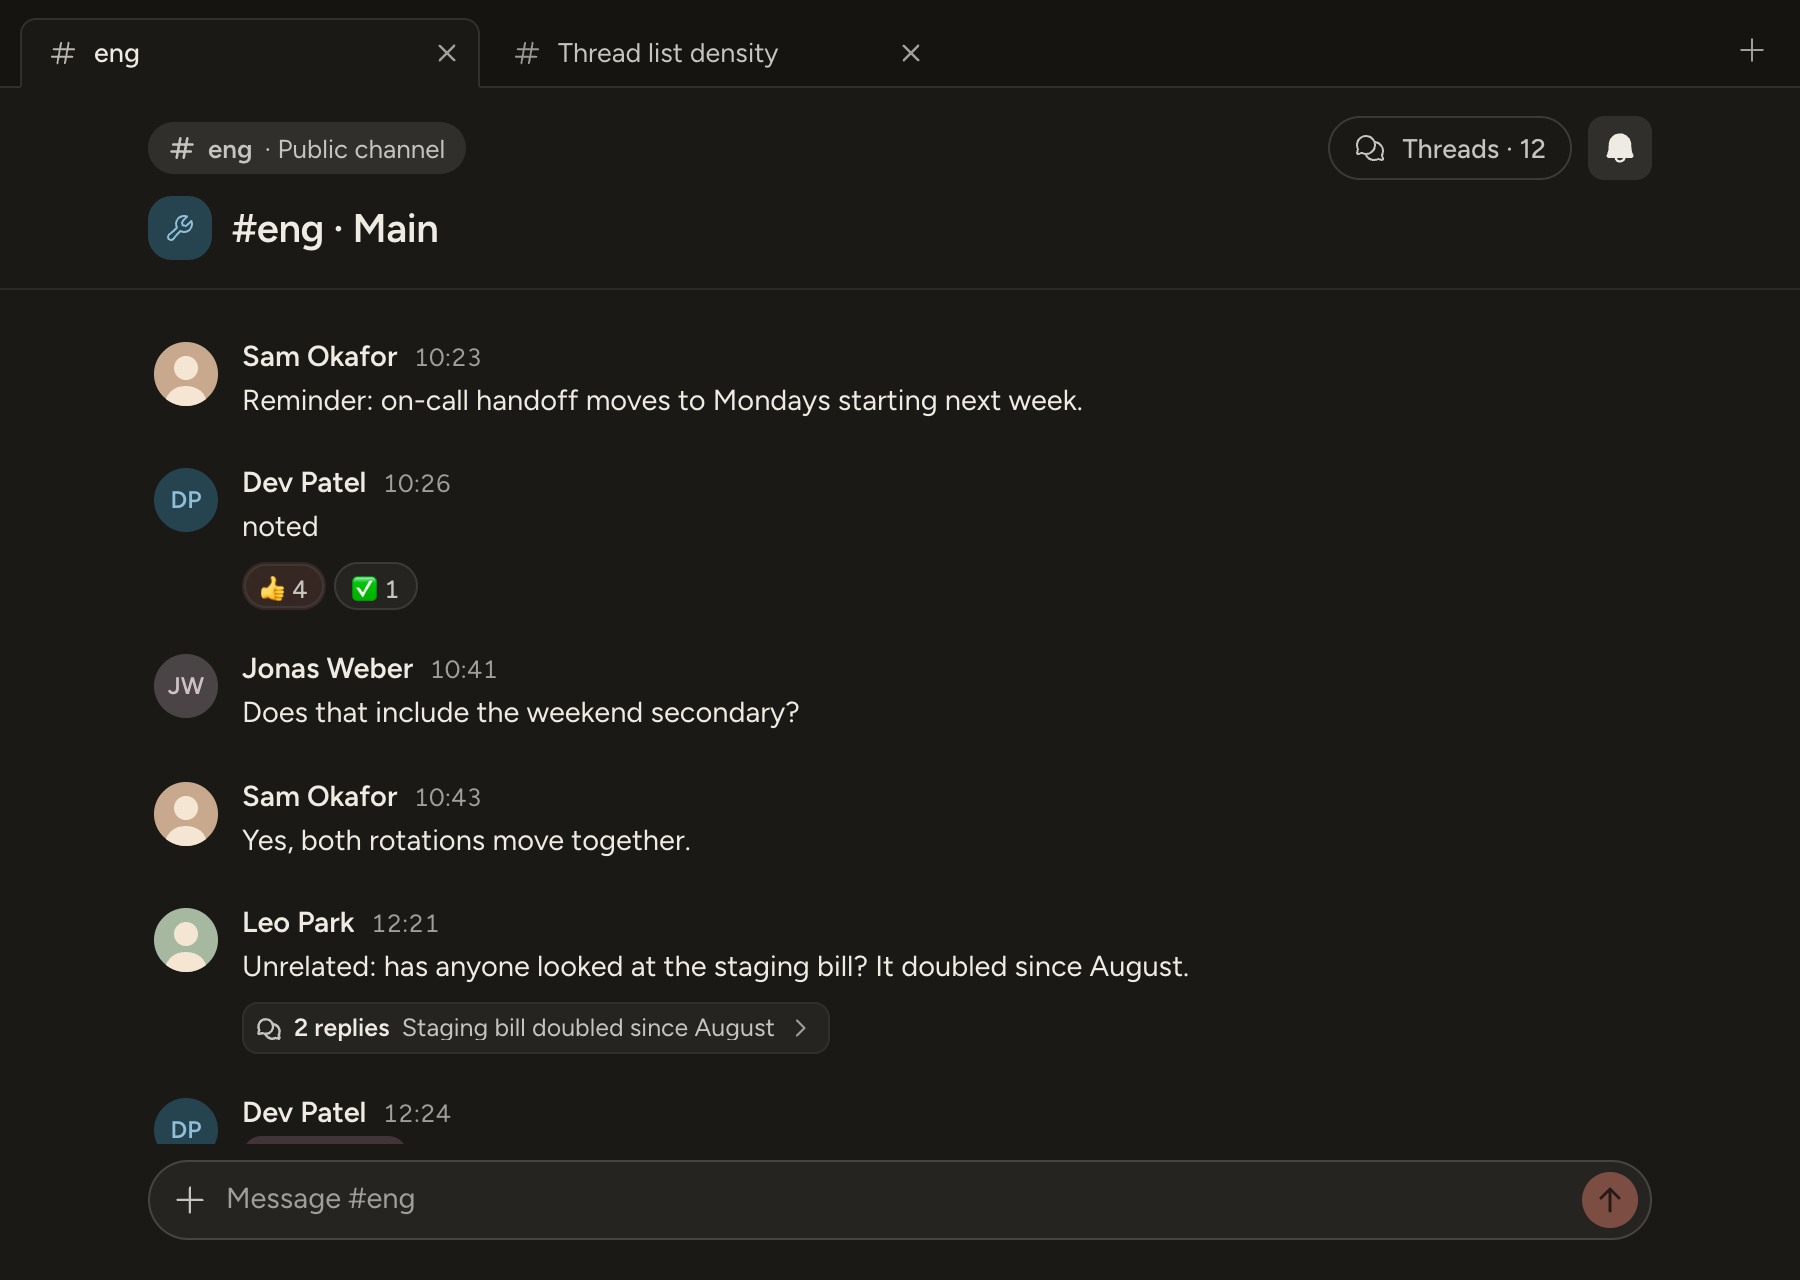 # eng
# Thread list density
# eng · Public channel
Threads · 12
#eng · Main
Sam Okafor 10:23
Reminder: on-call handoff moves to Mondays starting next week.
DP
Dev Patel 10:26
noted
👍 4 ✅ 1
JW
Jonas Weber 10:41
Does that include the weekend secondary?
Sam Okafor 10:43
Yes, both rotations move together.
Leo Park 12:21
Unrelated: has anyone looked at the staging bill? It doubled since August.
2 replies Staging bill doubled since August
DP
Dev Patel 12:24
Message #eng